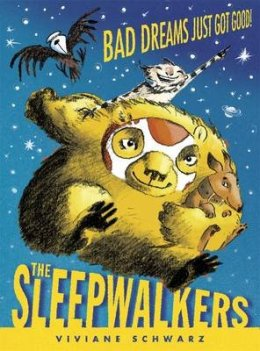 BAD DREAMS JUST GOT GOOD!
THE
SLEEPWALKERS
VIVIANE SCHWARZ